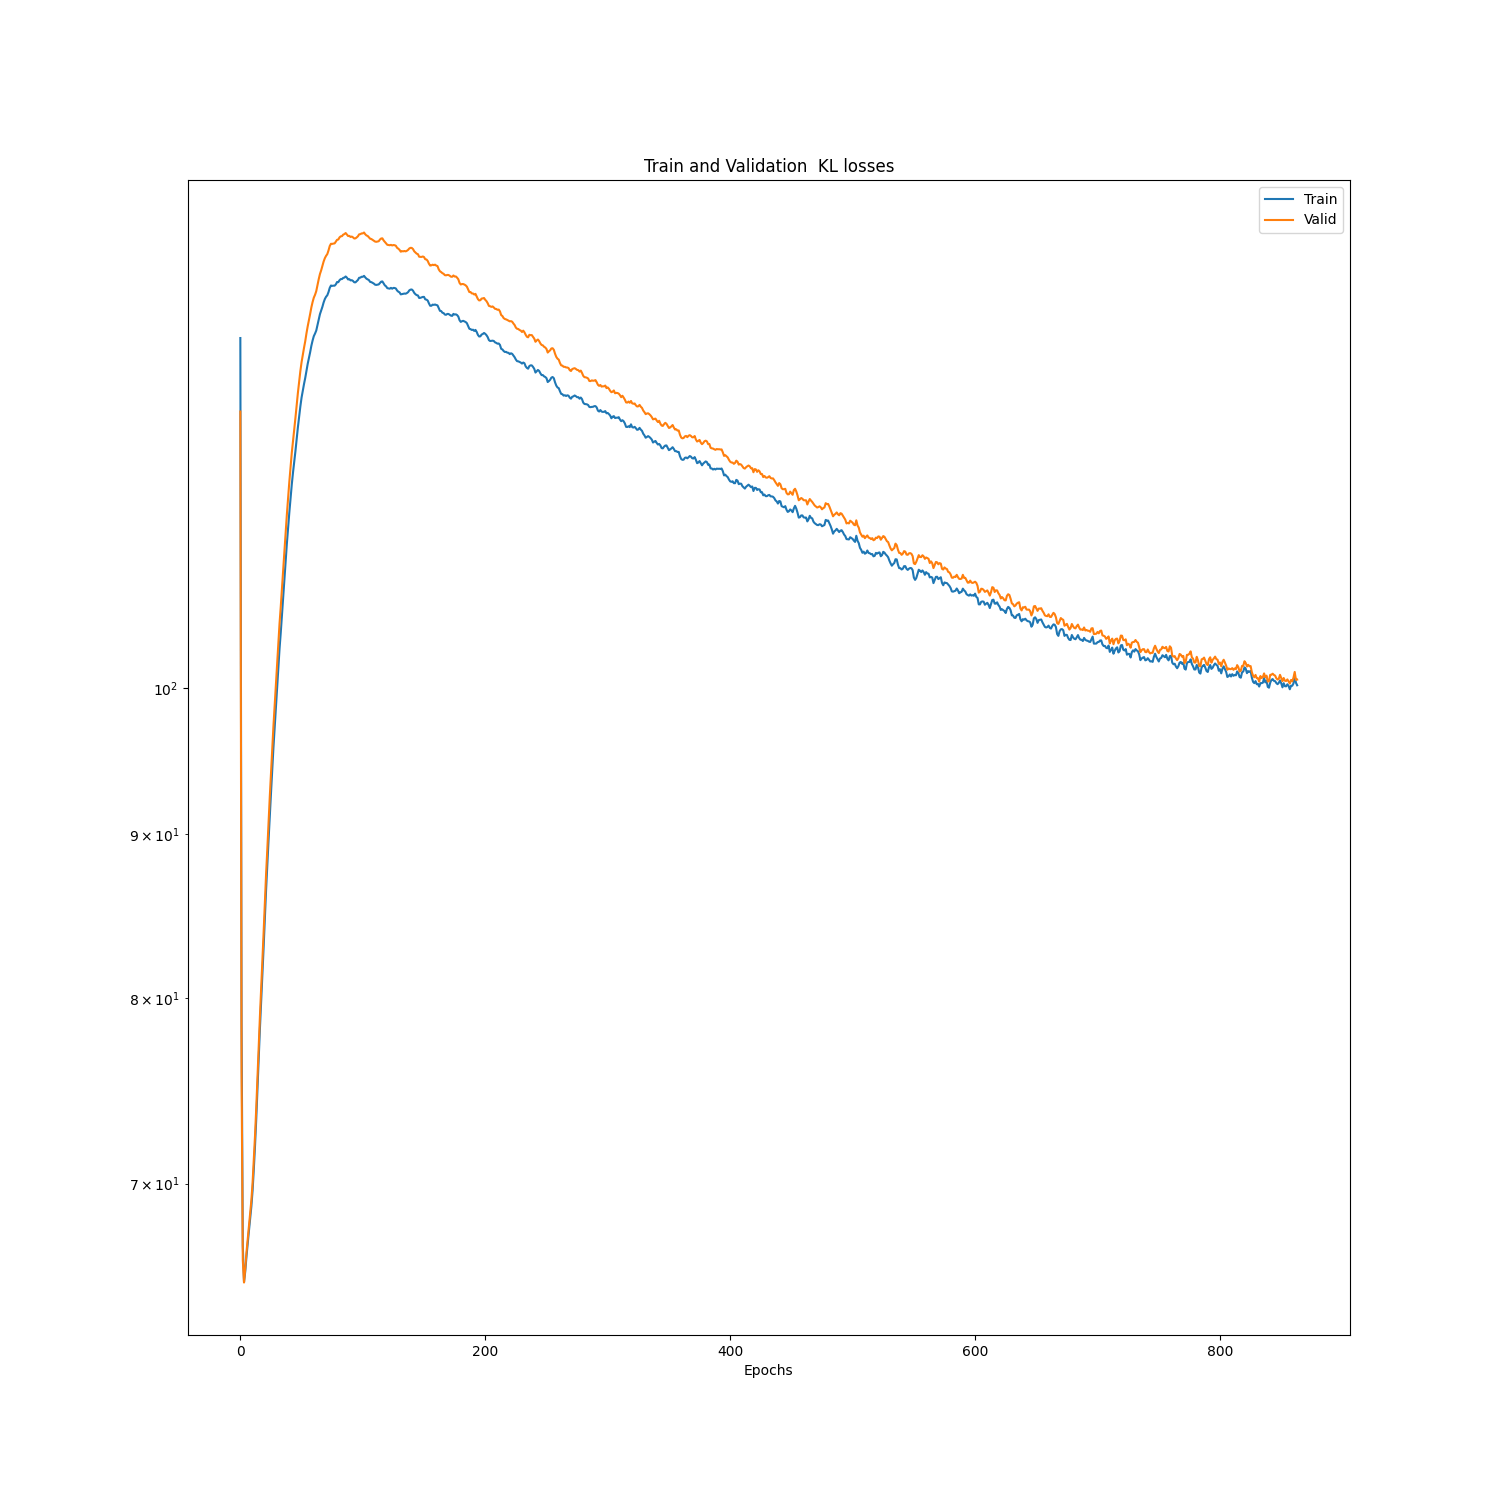 Train and Validation  KL losses
Train
Valid
10²
9 × 10¹
8 × 10¹
7 × 10¹
0 200 400 600 800
Epochs